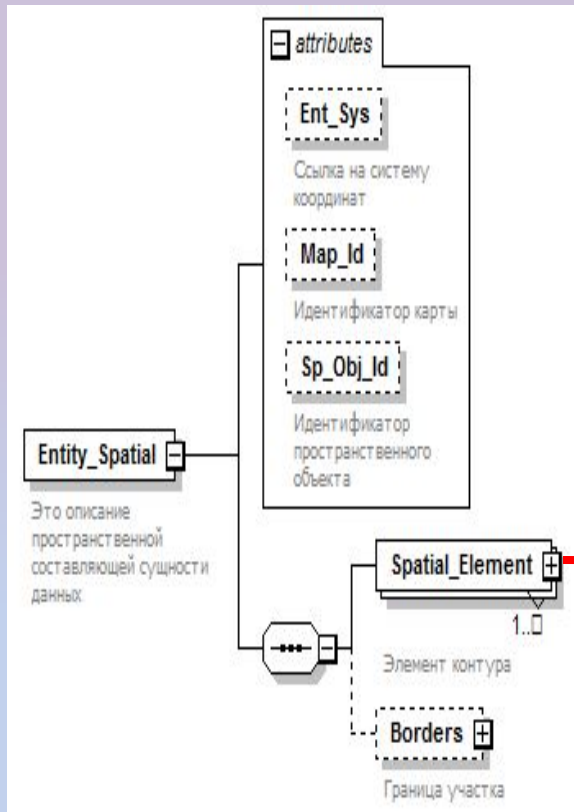 attributes
Ent_Sys
Ссылка на систему
координат
Map_Id
Идентификатор карты
Sp_Obj_Id
Идентификатор
пространственного
объекта
Entity_Spatial
Это описание
пространственной
составляющей сущности
данных
Spatial_Element
1..□
Элемент контура
Borders
Граница участка